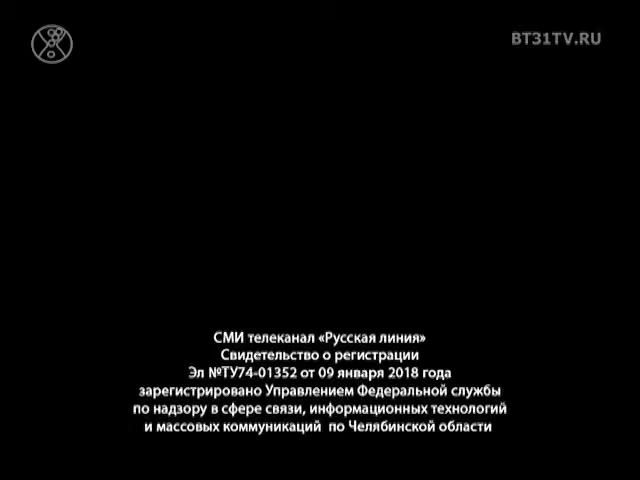 BT31TV.RU
СМИ телеканал «Русская линия»
Свидетельство о регистрации
Эл №ТУ74-01352 от 09 января 2018 года
зарегистрировано Управлением Федеральной службы
по надзору в сфере связи, информационных технологий
и массовых коммуникаций по Челябинской области